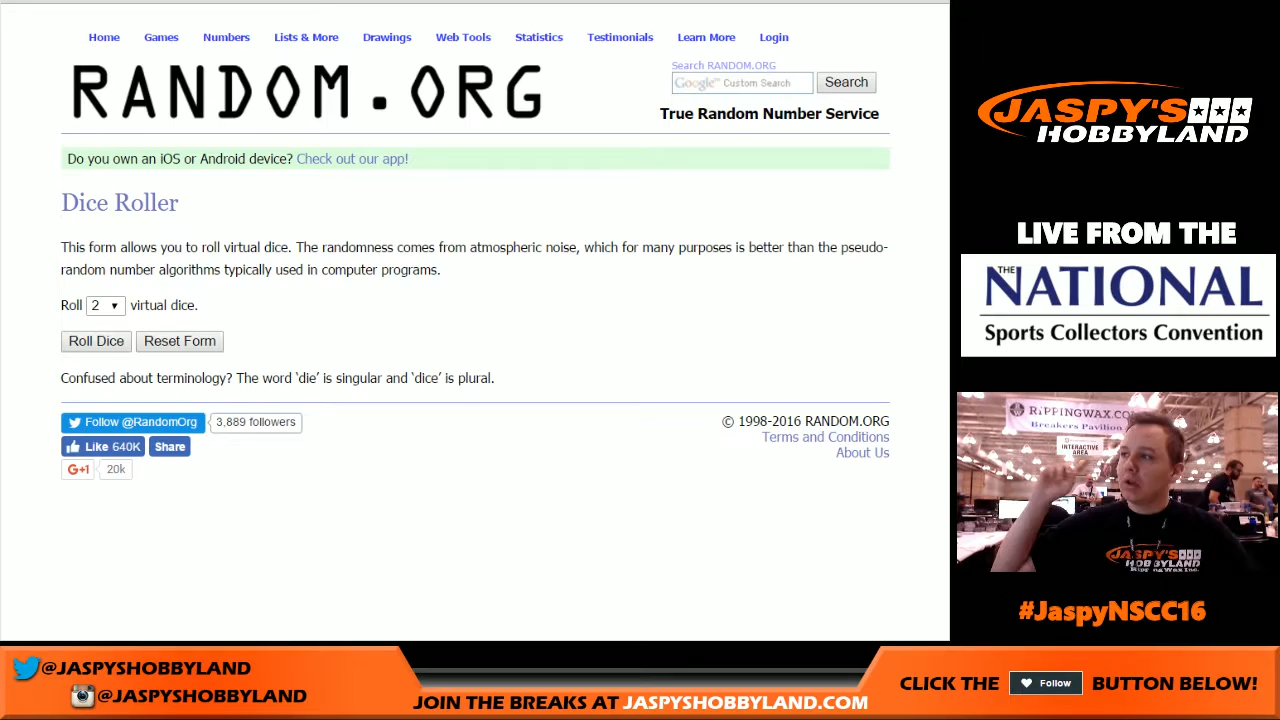 Home Games Numbers Lists & More Drawings Web Tools Statistics Testimonials Learn More Login
RANDOM.ORG
Search RANDOM.ORG
Google™ Custom Search Search
True Random Number Service
Do you own an iOS or Android device? Check out our app!
Dice Roller
This form allows you to roll virtual dice. The randomness comes from atmospheric noise, which for many purposes is better than the pseudo-
random number algorithms typically used in computer programs.
Roll 2 virtual dice.
Roll Dice Reset Form
Confused about terminology? The word ‘die’ is singular and ‘dice’ is plural.
Follow @RandomOrg 3,889 followers
Like 640K Share
G+1 20k
© 1998-2016 RANDOM.ORG
Terms and Conditions
About Us
JASPY'S
HOBBYLAND
LIVE FROM THE
THE NATIONAL
Sports Collectors Convention
RIPPINGWAX.CO
Breakers Pavilion
INTERACTIVE
AREA
JASPY'S
HOBBYLAND
#JaspyNSCC16
@JASPYSHOBBYLAND
@JASPYSHOBBYLAND
JOIN THE BREAKS AT JASPYSHOBBYLAND.COM
CLICK THE Follow BUTTON BELOW!